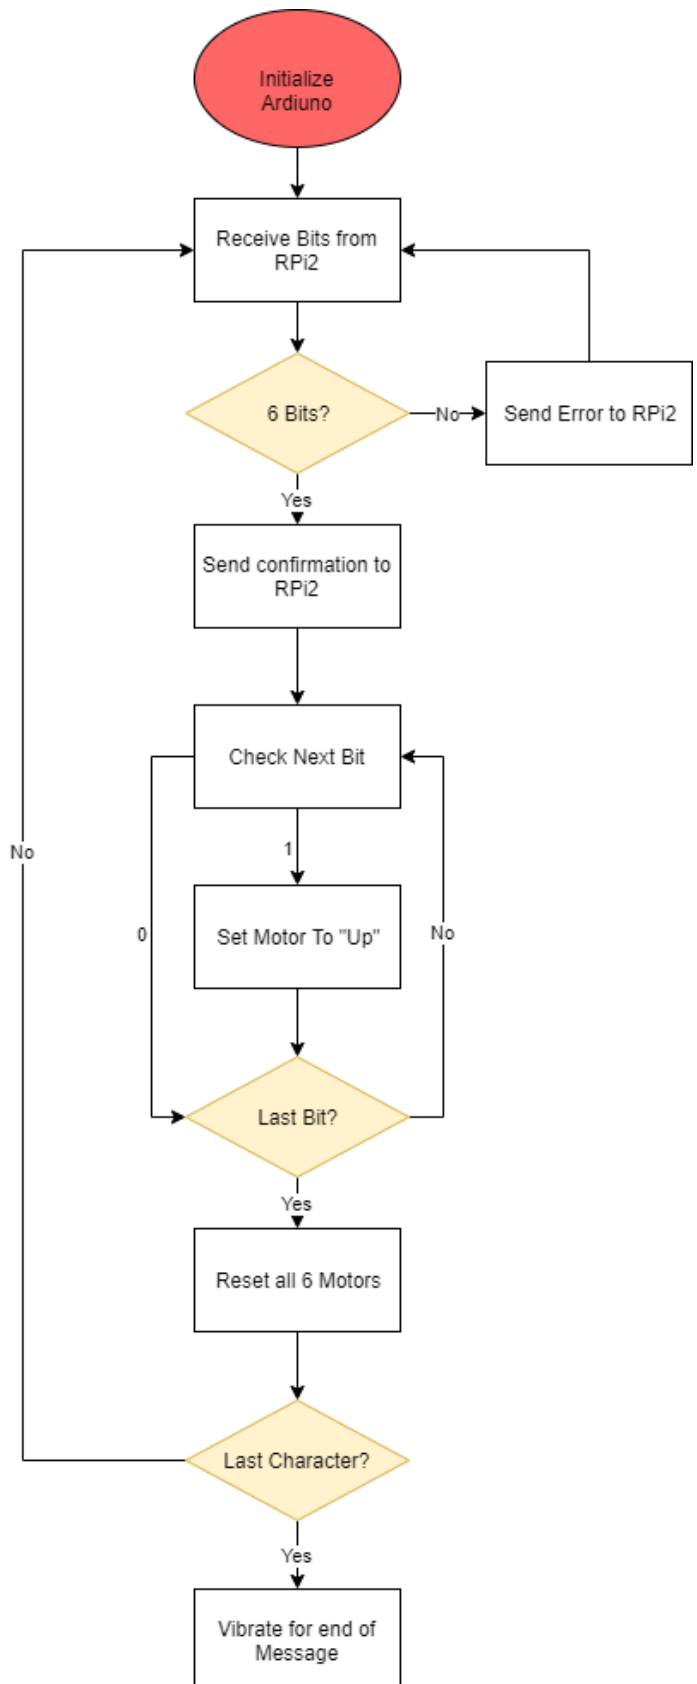 Initialize
Ardiuno
Receive Bits from
RPi2
6 Bits?
No
Send Error to RPi2
Yes
Send confirmation to
RPi2
Check Next Bit
No
1
0
Set Motor To "Up"
No
Last Bit?
Yes
Reset all 6 Motors
Last Character?
Yes
Vibrate for end of
Message